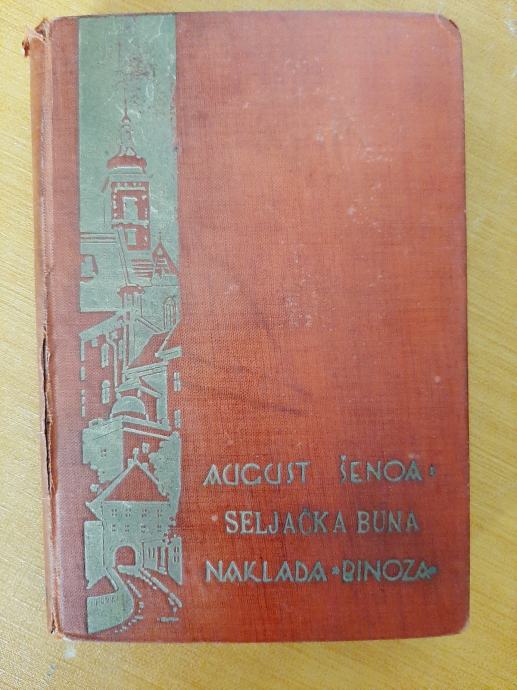 AUGUST ŠENOA
SELJAČKA BUNA
NAKLADA "BINOZA"